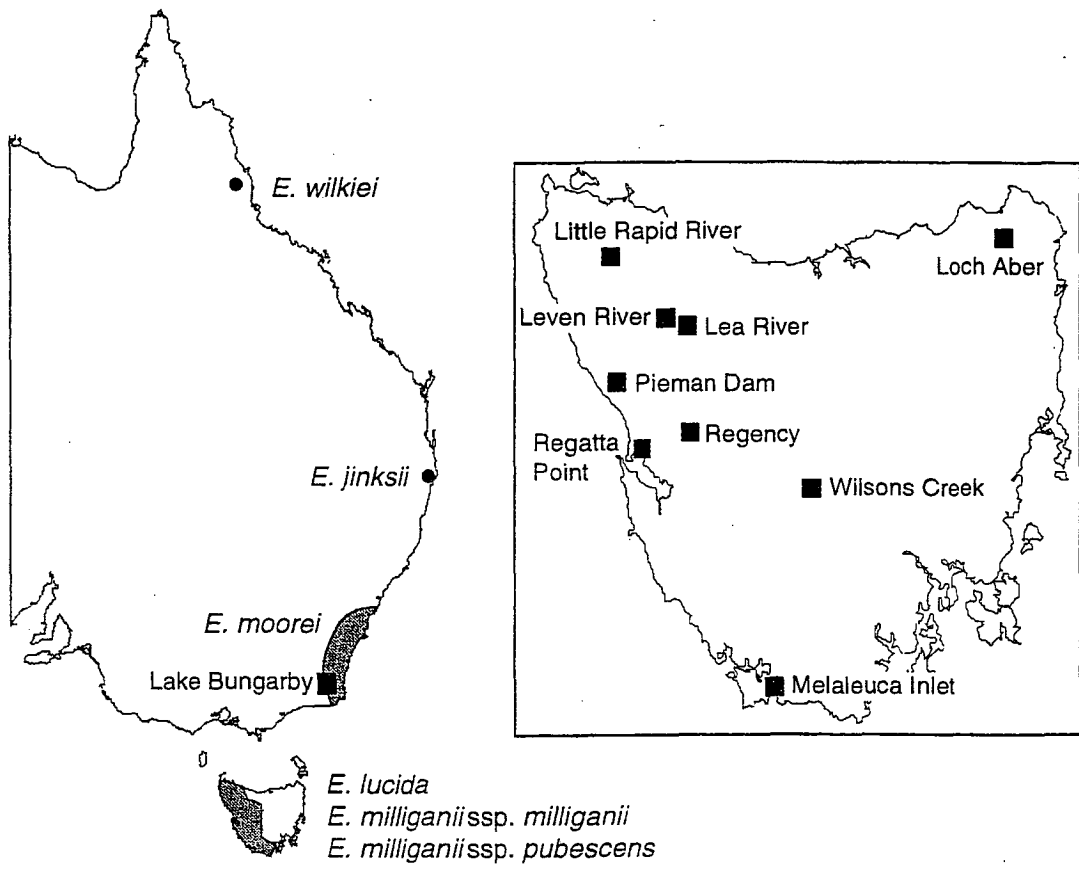 E. wilkiei
E. jinksii
E. moorei
Lake Bungarby
E. lucida
E. milligania ssp. milliganii
E. milliganii ssp. pubescens
Little Rapid River
Loch Aber
Leven River
Lea River
Pieman Dam
Regatta
Point
Regency
Wilsons Creek
Melaleuca Inlet